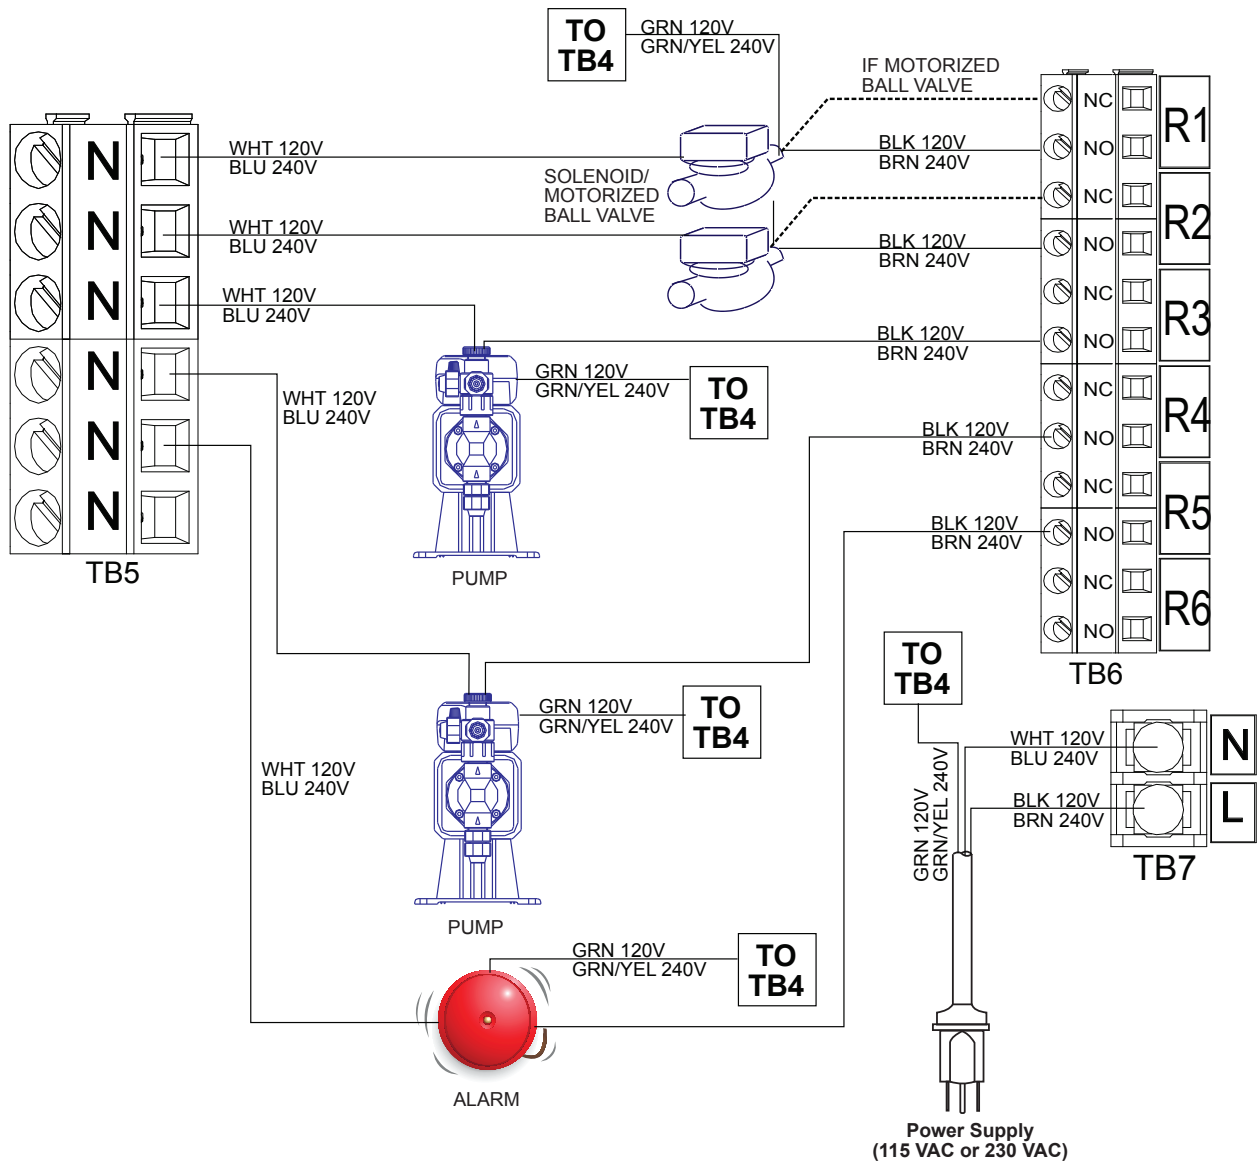 TO
TB4
GRN 120V
GRN/YEL 240V
IF MOTORIZED
BALL VALVE
N
N
N
N
N
N
TB5
WHT 120V
BLU 240V
SOLENOID/
MOTORIZED
BALL VALVE
WHT 120V
BLU 240V
WHT 120V
BLU 240V
WHT 120V
BLU 240V
WHT 120V
BLU 240V
BLK 120V
BRN 240V
BLK 120V
BRN 240V
BLK 120V
BRN 240V
BLK 120V
BRN 240V
BLK 120V
BRN 240V
NC
NO
R1
NC
NO
R2
NC
NO
R3
NC
NO
R4
NC
NO
R5
NC
NO
R6
TB6
GRN 120V
GRN/YEL 240V
TO
TB4
PUMP
GRN 120V
GRN/YEL 240V
TO
TB4
PUMP
GRN 120V
GRN/YEL 240V
TO
TB4
ALARM
TO
TB4
GRN 120V
GRN/YEL 240V
WHT 120V
BLU 240V
N
BLK 120V
BRN 240V
L
TB7
Power Supply
(115 VAC or 230 VAC)